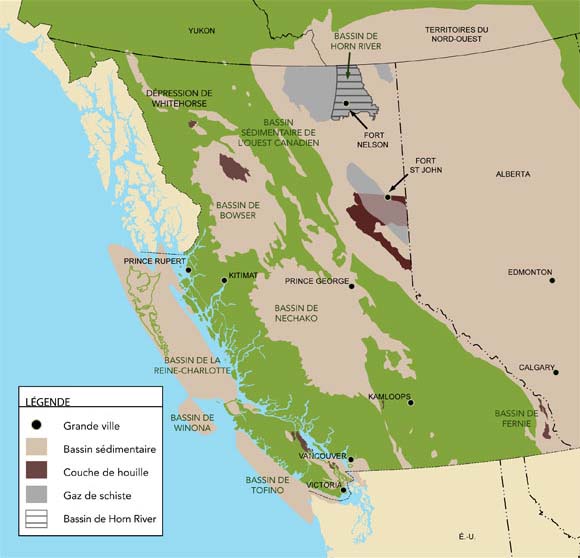 YUKON
BASSIN DE
HORN RIVER
TERRITOIRES DU
NORD-OUEST
DÉPRESSION DE
WHITEHORSE
BASSIN
SÉDIMENTAIRE DE
L'OUEST CANADIEN
FORT
NELSON
FORT
ST JOHN
ALBERTA
BASSIN DE
BOWSER
PRINCE RUPERT
KITIMAT
PRINCE GEORGE
EDMONTON
BASSIN DE
NECHAKO
BASSIN DE LA
REINE-CHARLOTTE
CALGARY
KAMLOOPS
BASSIN DE
FERNIE
BASSIN DE
WINONA
VANCOUVER
BASSIN DE
TOFINO
VICTORIA
É.-U.
LÉGENDE
Grande ville
Bassin sédimentaire
Couche de houille
Gaz de schiste
Bassin de Horn River